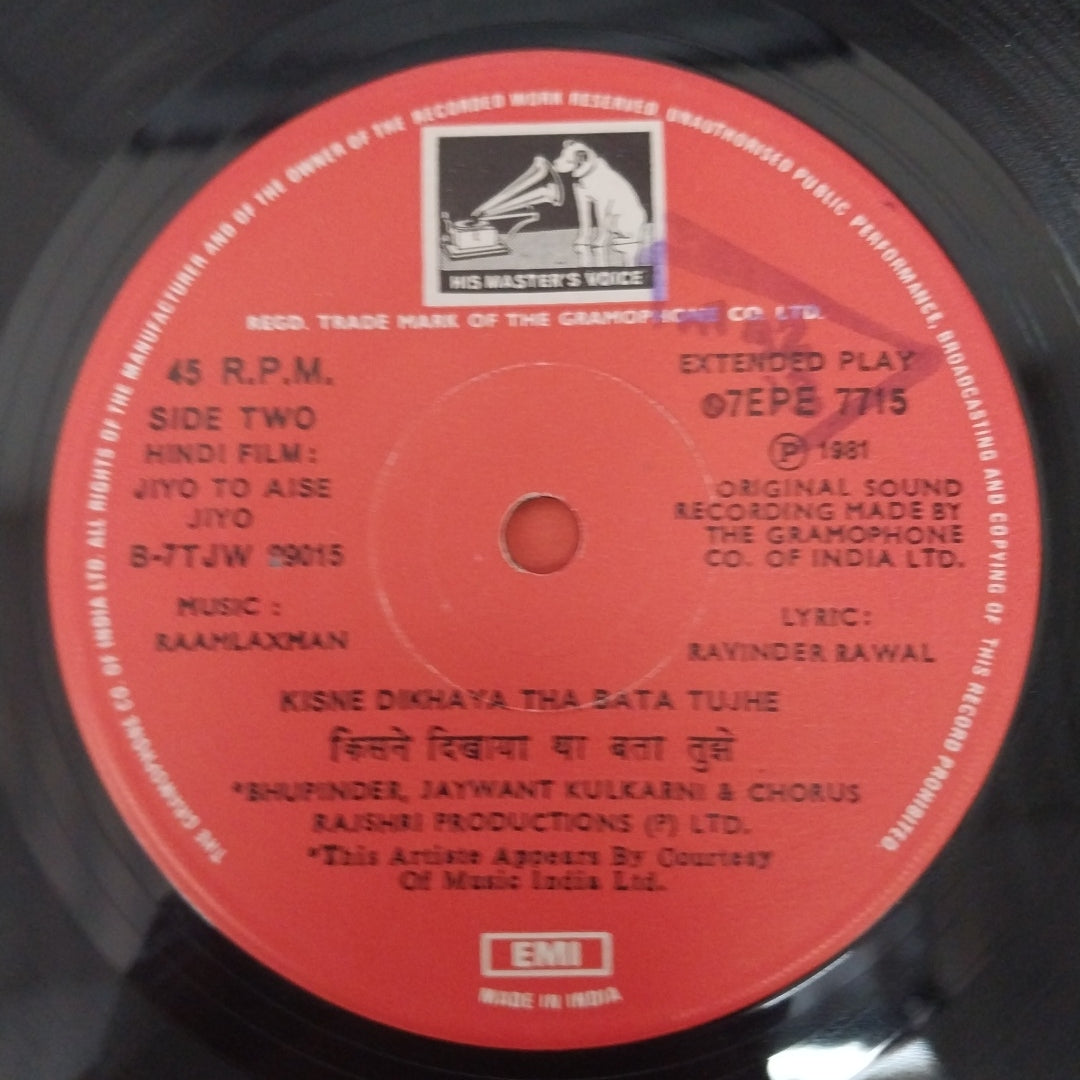 THE GRAMOPHONE CO. OF INDIA LTD. ALL RIGHTS OF THE MANUFACTURER AND OF THE OWNER OF THE RECORDED WORK RESERVED. UNAUTHORISED PUBLIC PERFORMANCE, BROADCASTING AND COPYING OF THIS RECORD PROHIBITED.
HIS MASTER'S VOICE
REGD. TRADE MARK OF THE GRAMOPHONE CO. LTD.
45 R.P.M.
SIDE TWO
HINDI FILM:
JIYO TO AISE
JIYO
B-7TJW 29015
MUSIC:
RAAMLAXMAN
EXTENDED PLAY
7EPE 7715
Ⓟ 1981
ORIGINAL SOUND
RECORDING MADE BY
THE GRAMOPHONE
CO. OF INDIA LTD.
LYRIC:
RAVINDER RAWAL
KISNE DIKHAYA THA BATA TUJHE
किसने दिखाया था बता तुझे
*BHUPINDER, JAYWANT KULKARNI & CHORUS
RAJSHRI PRODUCTIONS (P) LTD.
*This Artiste Appears By Courtesy
Of Music India Ltd.
EMI
MADE IN INDIA